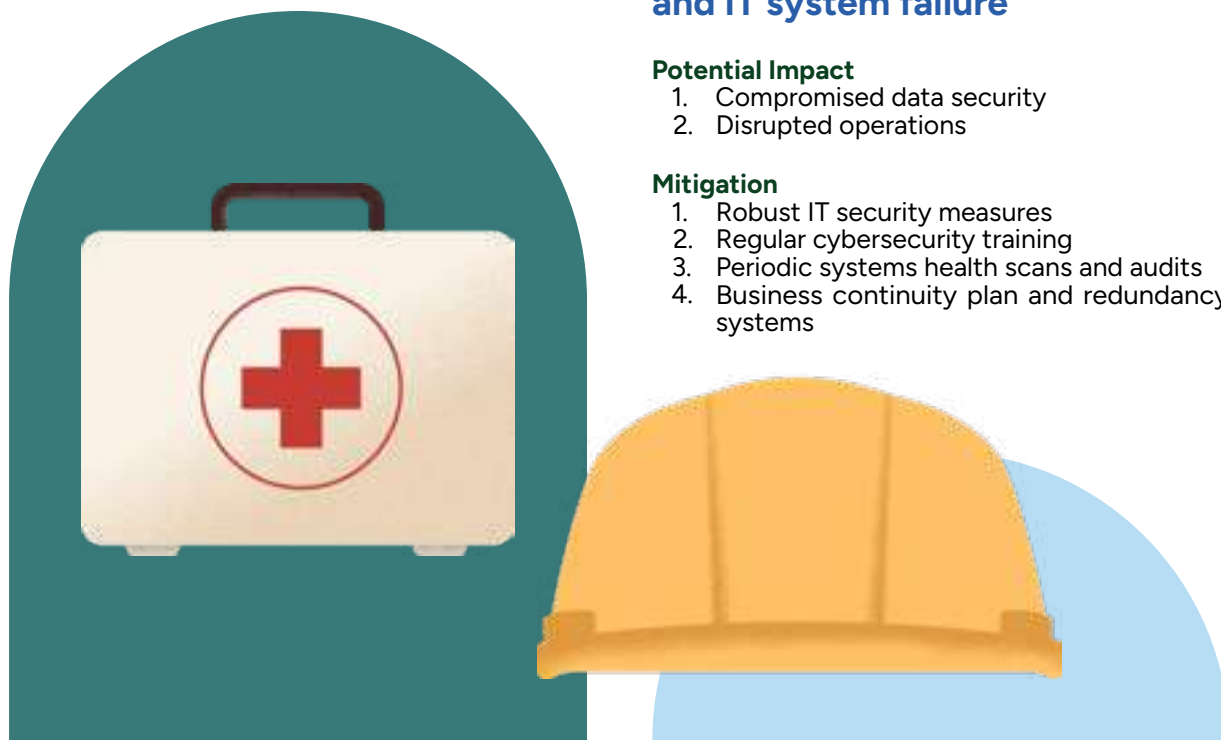 and IT system failure
Potential Impact
1. Compromised data security
2. Disrupted operations
Mitigation
1. Robust IT security measures
2. Regular cybersecurity training
3. Periodic systems health scans and audits
4. Business continuity plan and redundancy
systems